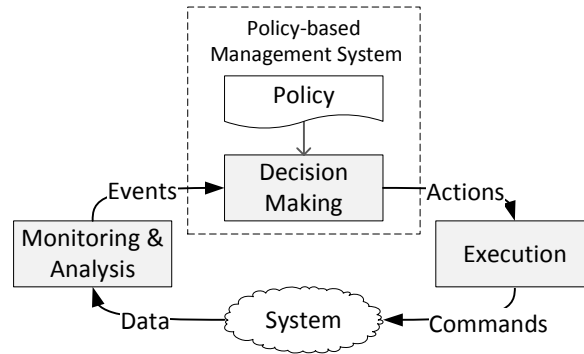 Policy-based
Management System
Policy
Decision
Making
Events
Actions
Monitoring &
Analysis
Execution
Data
System
Commands